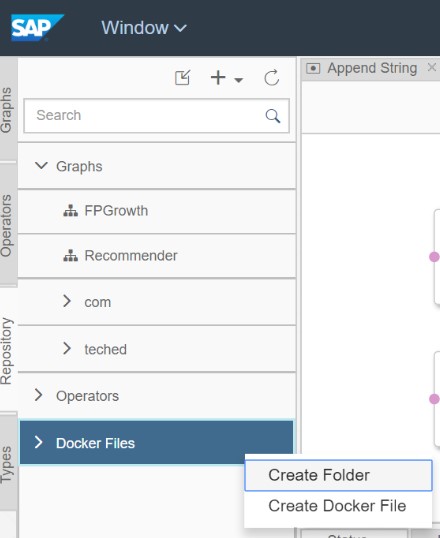 SAP Window
Graphs
Operators
Repository
Types
Append String
Search
Graphs
FPGrowth
Recommender
com
teched
Operators
Docker Files
Create Folder
Create Docker File